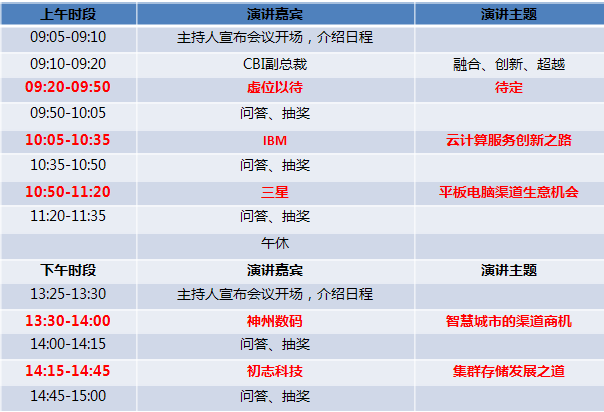 上午时段 演讲嘉宾 演讲主题
09:05-09:10 主持人宣布会议开场，介绍日程
09:10-09:20 CBI副总裁 融合、创新、超越
09:20-09:50 虚位以待 待定
09:50-10:05 问答、抽奖
10:05-10:35 IBM 云计算服务创新之路
10:35-10:50 问答、抽奖
10:50-11:20 三星 平板电脑渠道生意机会
11:20-11:35 问答、抽奖
午休
下午时段 演讲嘉宾 演讲主题
13:25-13:30 主持人宣布会议开场，介绍日程
13:30-14:00 神州数码 智慧城市的渠道商机
14:00-14:15 问答、抽奖
14:15-14:45 初志科技 集群存储发展之道
14:45-15:00 问答、抽奖